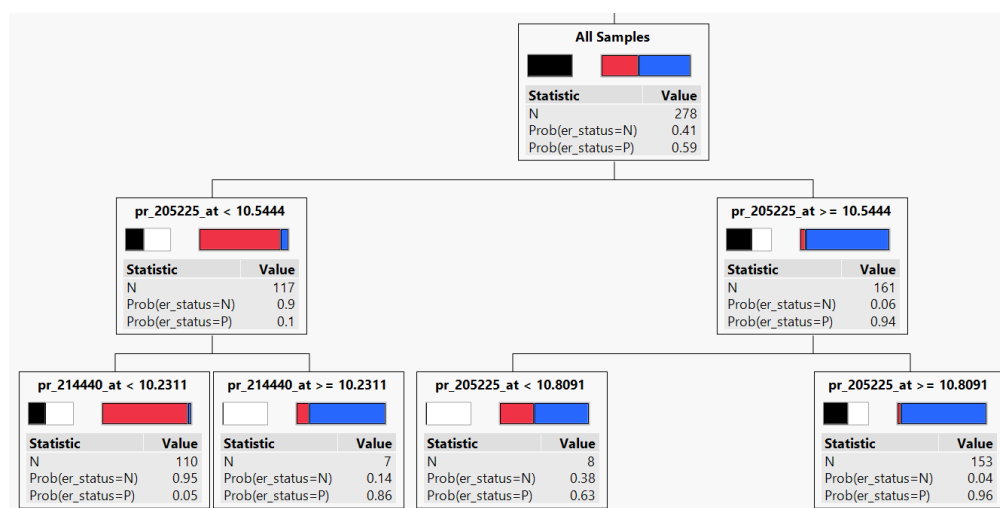 All Samples
Statistic Value
N 278
Prob(er_status=N) 0.41
Prob(er_status=P) 0.59
pr_205225_at < 10.5444
Statistic Value
N 117
Prob(er_status=N) 0.9
Prob(er_status=P) 0.1
pr_205225_at >= 10.5444
Statistic Value
N 161
Prob(er_status=N) 0.06
Prob(er_status=P) 0.94
pr_214440_at < 10.2311
Statistic Value
N 110
Prob(er_status=N) 0.95
Prob(er_status=P) 0.05
pr_214440_at >= 10.2311
Statistic Value
N 7
Prob(er_status=N) 0.14
Prob(er_status=P) 0.86
pr_205225_at < 10.8091
Statistic Value
N 8
Prob(er_status=N) 0.38
Prob(er_status=P) 0.63
pr_205225_at >= 10.8091
Statistic Value
N 153
Prob(er_status=N) 0.04
Prob(er_status=P) 0.96